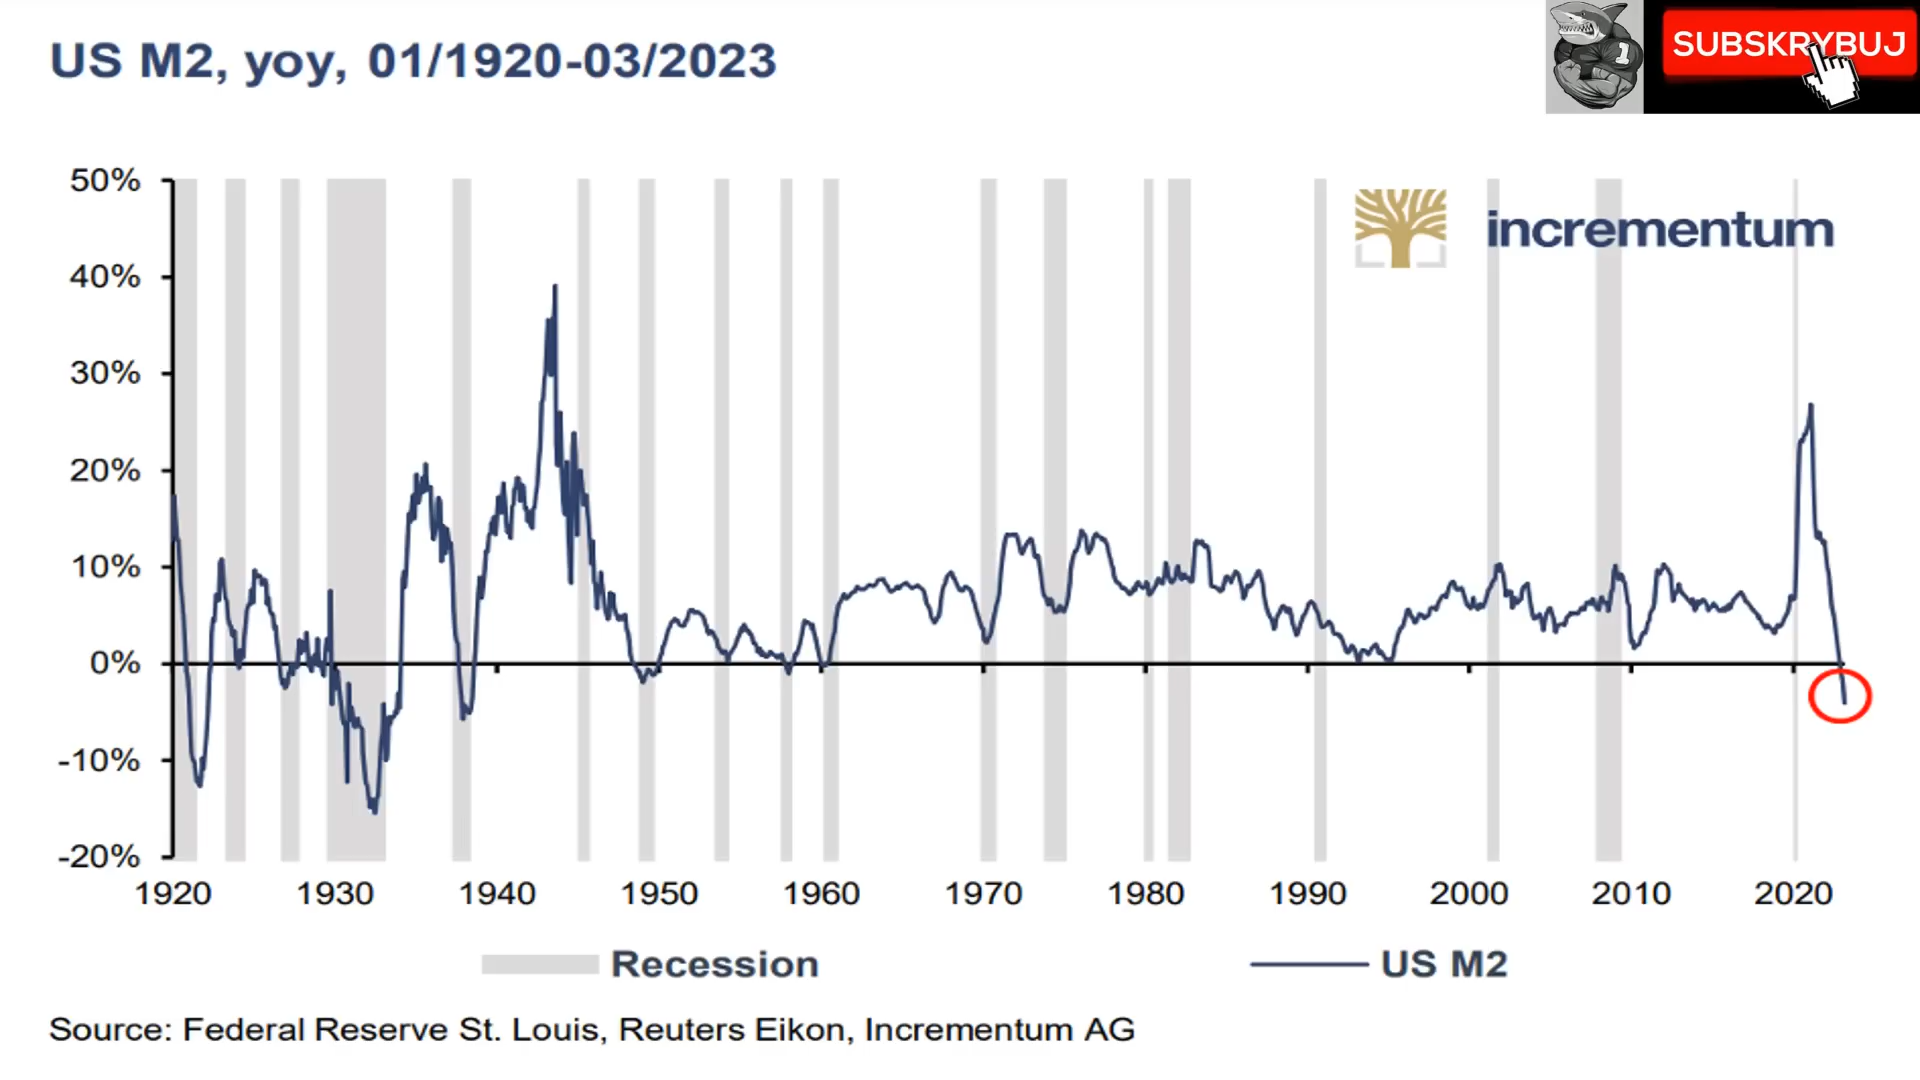 US M2, yoy, 01/1920-03/2023
1
SUBSKRYBUJ
incrementum
50%
40%
30%
20%
10%
0%
-10%
-20%
1920 1930 1940 1950 1960 1970 1980 1990 2000 2010 2020
Recession US M2
Source: Federal Reserve St. Louis, Reuters Eikon, Incrementum AG